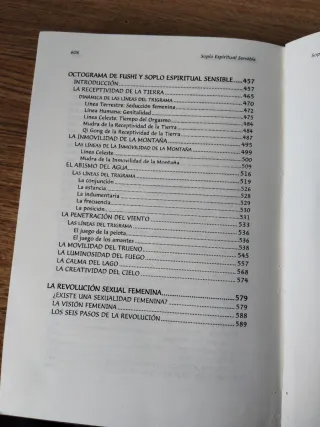 608
Soplo Espiritual Sensible
OCTOGRAMA DE FUSHI Y SOPLO ESPIRITUAL SENSIBLE.....457
INTRODUCCIÓN.....457
LA RECEPTIVIDAD DE LA TIERRA.....465
DINÁMICA DE LAS LÍNEAS DEL TRIGRAMA.....470
Línea Terrestre: Seducción Femenina.....472
Línea Humana: Genitalidad.....473
Línea Celeste: Tiempo del Orgasmo.....476
Mudra de la Receptividad de la Tierra.....484
Qi Gong de la Receptividad de la Tierra.....484
LA INMOVILIDAD DE LA MONTAÑA.....487
LAS LÍNEAS DE LA INMOVILIDAD DE LA MONTAÑA.....495
Línea Celeste.....499
Mudra de la Inmovilidad de la Montaña.....500
EL ABISMO DEL AGUA.....504
LAS LÍNEAS DEL TRIGRAMA.....516
La conjunción.....519
La estancia.....519
La indumentaria.....526
La frecuencia.....528
La posición.....529
LA PENETRACIÓN DEL VIENTO.....530
LAS LÍNEAS DEL TRIGRAMA.....531
El juego de la pelota.....533
El juego de los amantes.....536
LA MOVILIDAD DEL TRUENO.....536
LA LUMINOSIDAD DEL FUEGO.....538
LA CALMA DEL LAGO.....545
LA CREATIVIDAD DEL CIELO.....557
568
574
LA REVOLUCIÓN SEXUAL FEMENINA.....579
¿EXISTE UNA SEXUALIDAD FEMENINA?.....579
LA VISIÓN FEMENINA.....588
LOS SEIS PASOS DE LA REVOLUCIÓN.....589